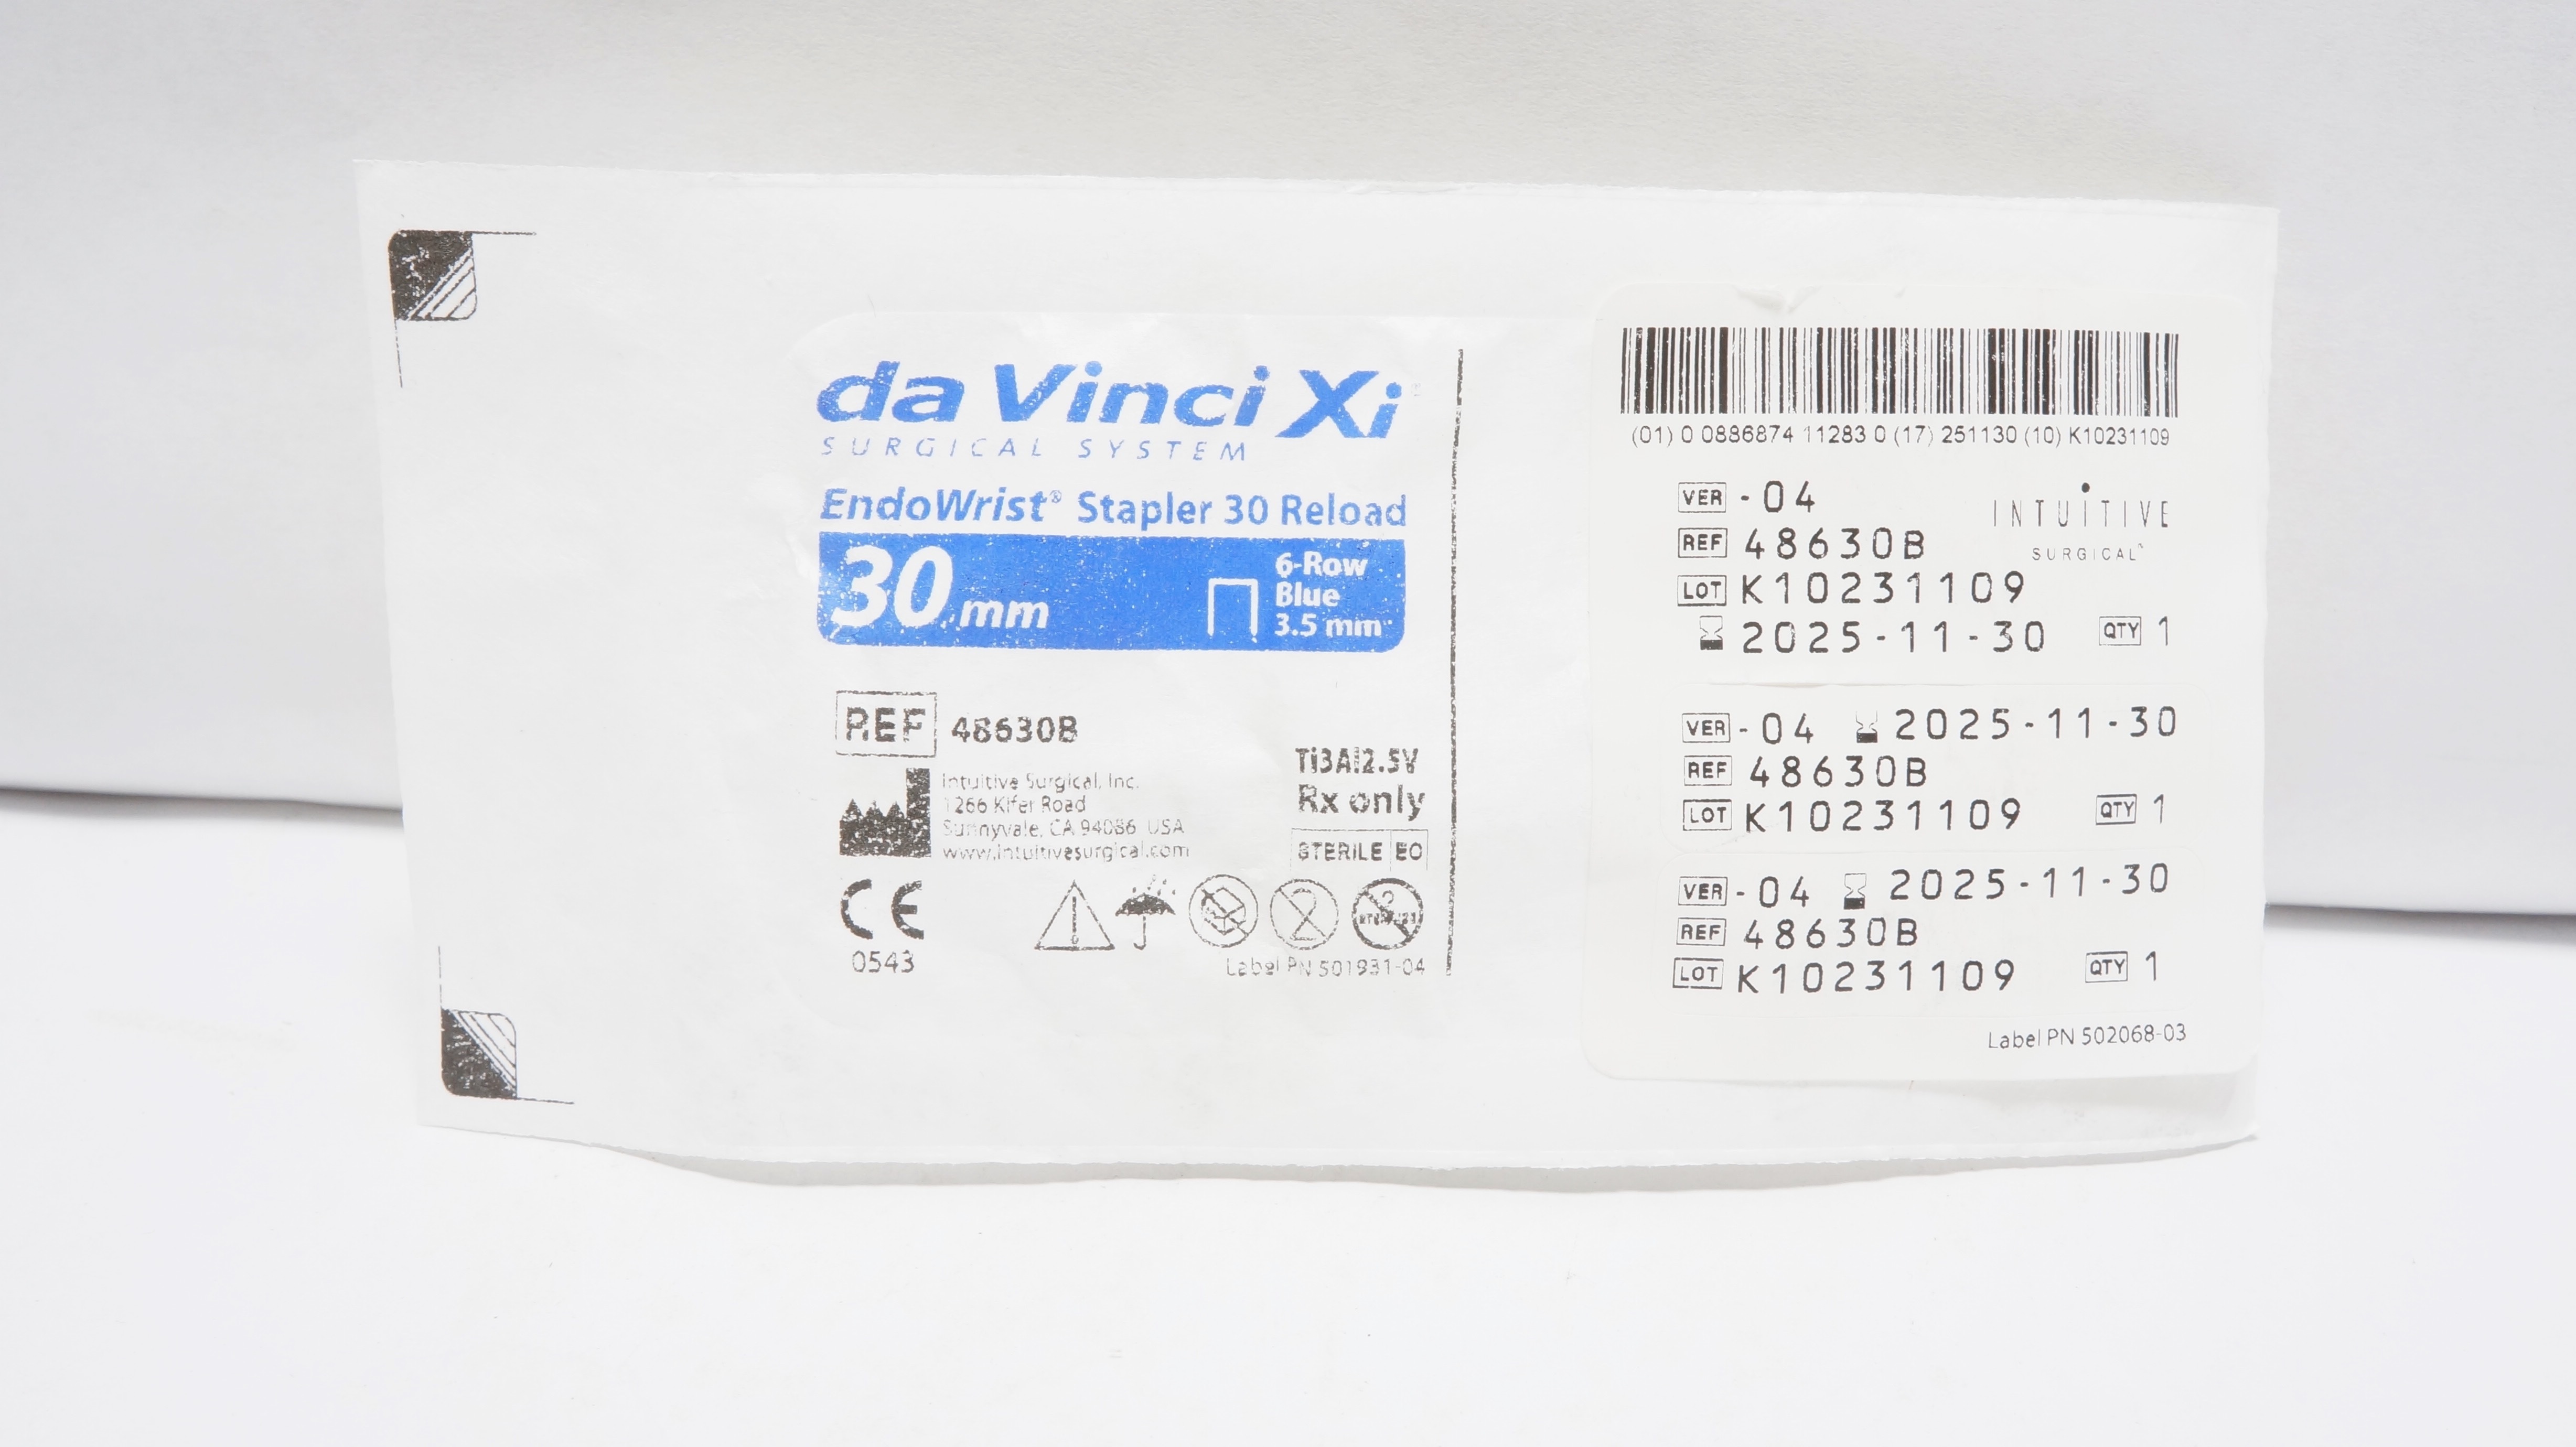 da Vinci Xi
SURGICAL SYSTEM
EndoWrist® Stapler 30 Reload
30 mm
6-Row
Blue
3.5 mm
REF 48630B
Intuitive Surgical, Inc.
1266 Kifer Road
Sunnyvale, CA 94086 USA
www.intuitivesurgical.com
Ti3Al2.5V
Rx only
STERILE EO
CE
0543
2
2
Label PN 501931-04
(01) 0 0886874 11283 0 (17) 251130 (10) K10231109
VER -04
INTUITIVE
SURGICAL
REF 48630B
LOT K10231109
2025-11-30 QTY 1
VER -04 2025-11-30
REF 48630B
LOT K10231109 QTY 1
VER -04 2025-11-30
REF 48630B
LOT K10231109 QTY 1
Label PN 502068-03